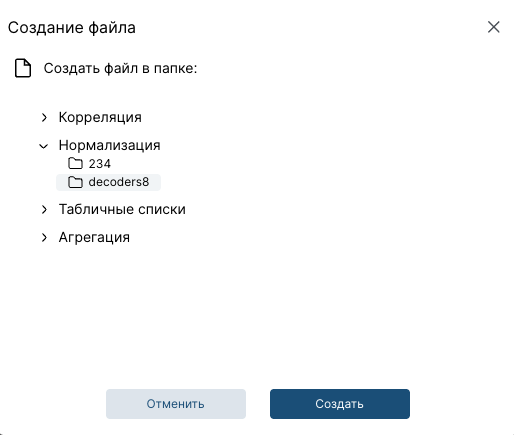 Создание файла
Создать файл в папке:
Корреляция
Нормализация
234
decoders8
Табличные списки
Агрегация
Отменить
Создать